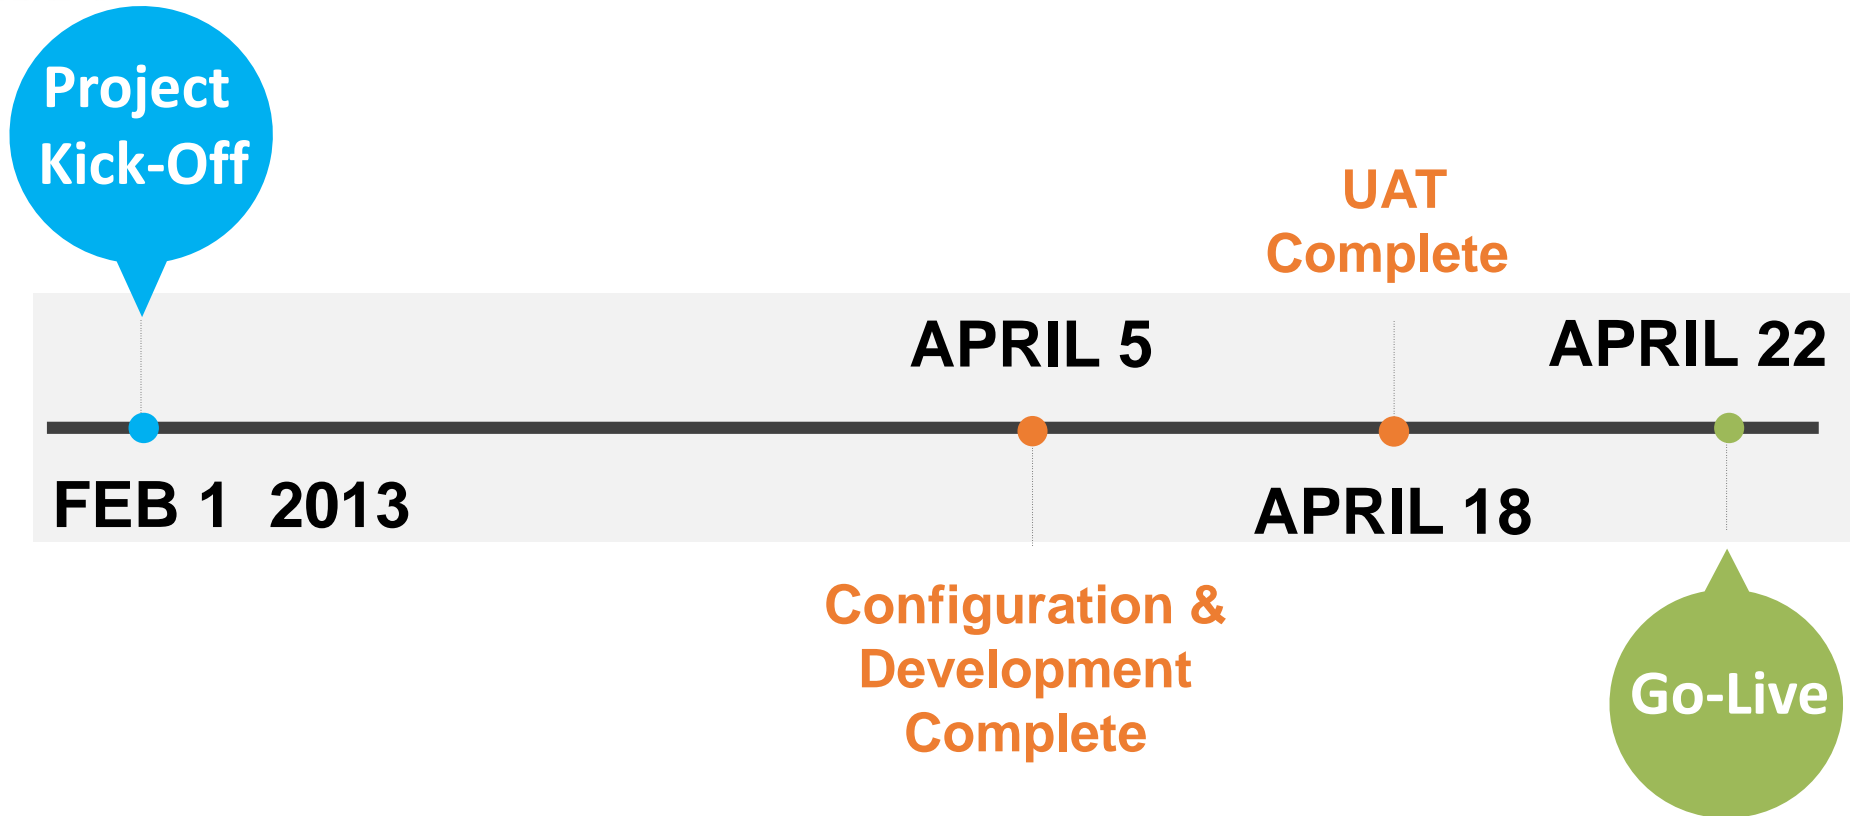 Project
Kick-Off
UAT
Complete
APRIL 5
APRIL 22
FEB 1  2013
APRIL 18
Configuration &
Development
Complete
Go-Live